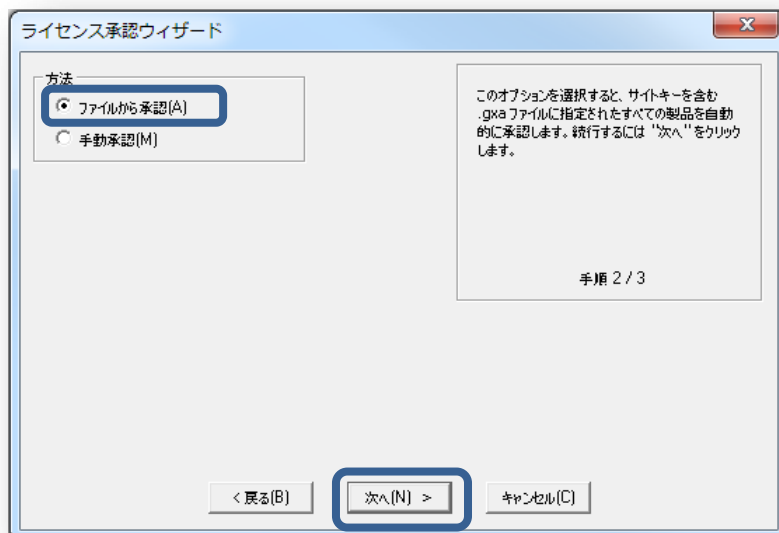 ライセンス承認ウィザード
方法
ファイルから承認(A)
手動承認(M)
このオプションを選択すると、サイトキーを含む
.gxa ファイルに指定されたすべての製品を自動
的に承認します。続行するには "次へ"をクリック
します。
手順 2 / 3
< 戻る(B)
次へ(N) >
キャンセル(C)